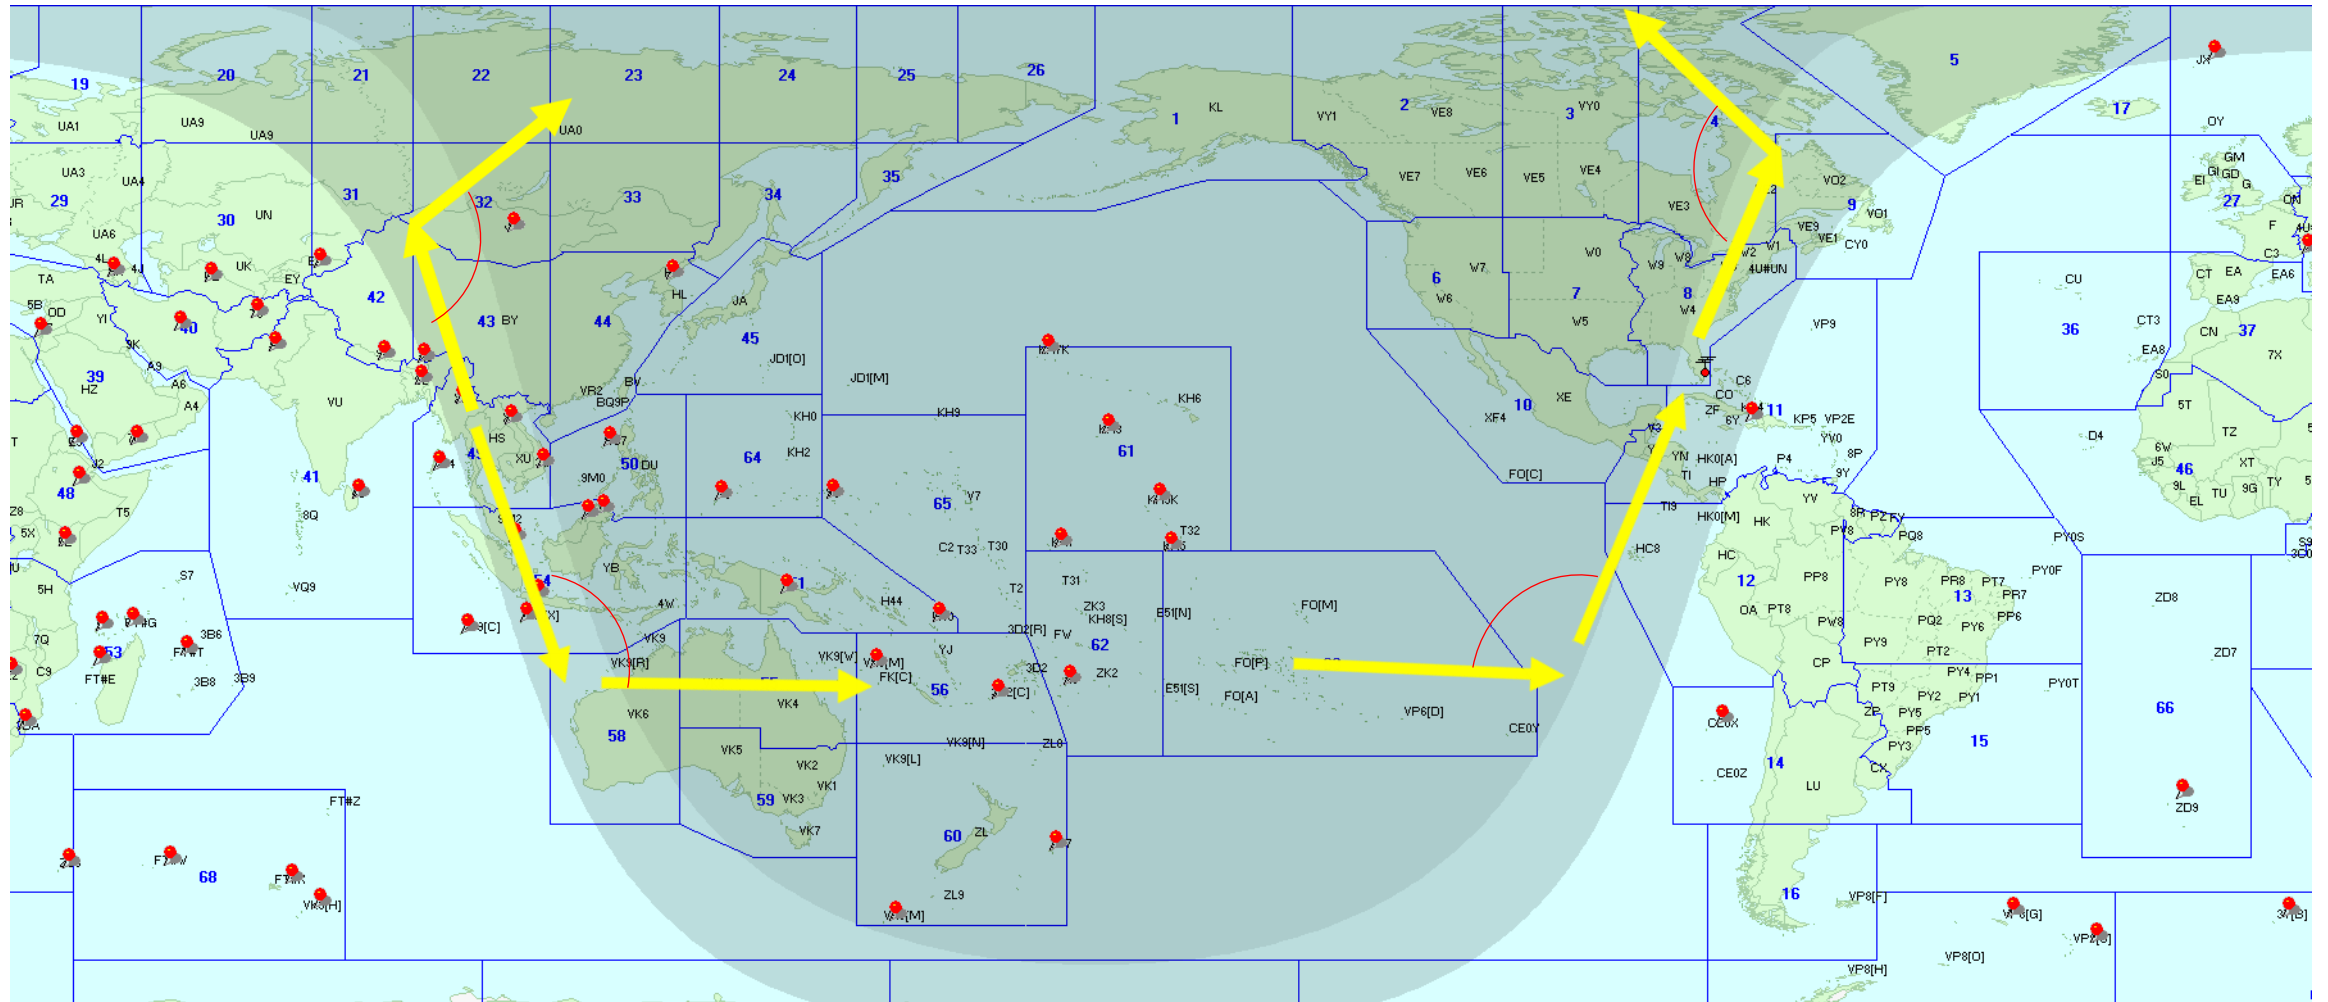 19
20
21
22
23
24
25
26
1
2
3
4
5
17
KL
VY1
VE8
VY0
JX
OY
UA1
UA9
UA9
UA0
UA3
UA4
29
31
30
UN
32
33
34
35
VE7
VE6
VE5
VE4
VE3
VO2
9
VO1
GM
GI
GD
EI
G
27
ON
UA6
4L
4J
UK
EY
TA
5B
OD
YI
9K
40
42
43
BY
44
HL
JA
45
JD1[O]
JD1[M]
6
W7
W6
W0
W9
W8
7
W5
8
W4
W2
W1
4U#UN
VE9
VE1
CY0
VP9
F
C3
CT
EA
EA6
EA9
CU
36
CT3
CN
37
EA8
7X
S0
39
HZ
A9
A6
A4
VU
VR2
BV
BQ9P
KH0
KH9
KH6
KH2
10
XE
XF4
C6
CO
ZF
6Y
11
KP5
VP2E
YV0
8P
9Y
5T
TZ
6W
J5
46
XT
9L
EL
TU
9G
TY
D4
J2
48
T5
5X
41
8Q
HS
XU
50
DU
9M0
64
61
65
V7
FO[C]
YN
TI
HK0[A]
HP
P4
TI9
HK0[M]
HK
YV
8R
PZ
FY
PV8
PQ8
PY0S
5H
S7
VQ9
YB
4W
H44
C2
T33
T30
T32
T2
T31
HC8
HC
12
PP8
OA
PT8
PW8
PY8
PR8
PT7
13
PR7
PP6
PQ2
PY6
PY9
PT2
CP
PY0F
ZD8
ZD7
7Q
C9
53
FT#E
3B6
3B8
3B9
VK9
VK9[R]
VK9[W]
FK[C]
YJ
3D2[R]
FW
ZK3
KH8[S]
62
3D2
ZK2
E51[N]
E51[S]
FO[M]
FO[P]
FO[A]
VP6[D]
CE0Y
PY4
PP1
PT9
PY2
PY1
PY0T
ZP
PY5
PP5
PY3
66
15
58
VK6
VK4
56
VK5
VK2
VK1
59
VK3
VK7
VK9[L]
VK9[N]
60
ZL
ZL9
CE0Z
14
LU
CX
ZD9
68
FT#Z
16
VP8[F]
VP8[O]
VP8[H]